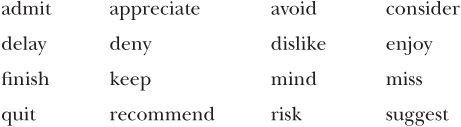 admit appreciate avoid consider
delay deny dislike enjoy
finish keep mind miss
quit recommend risk suggest